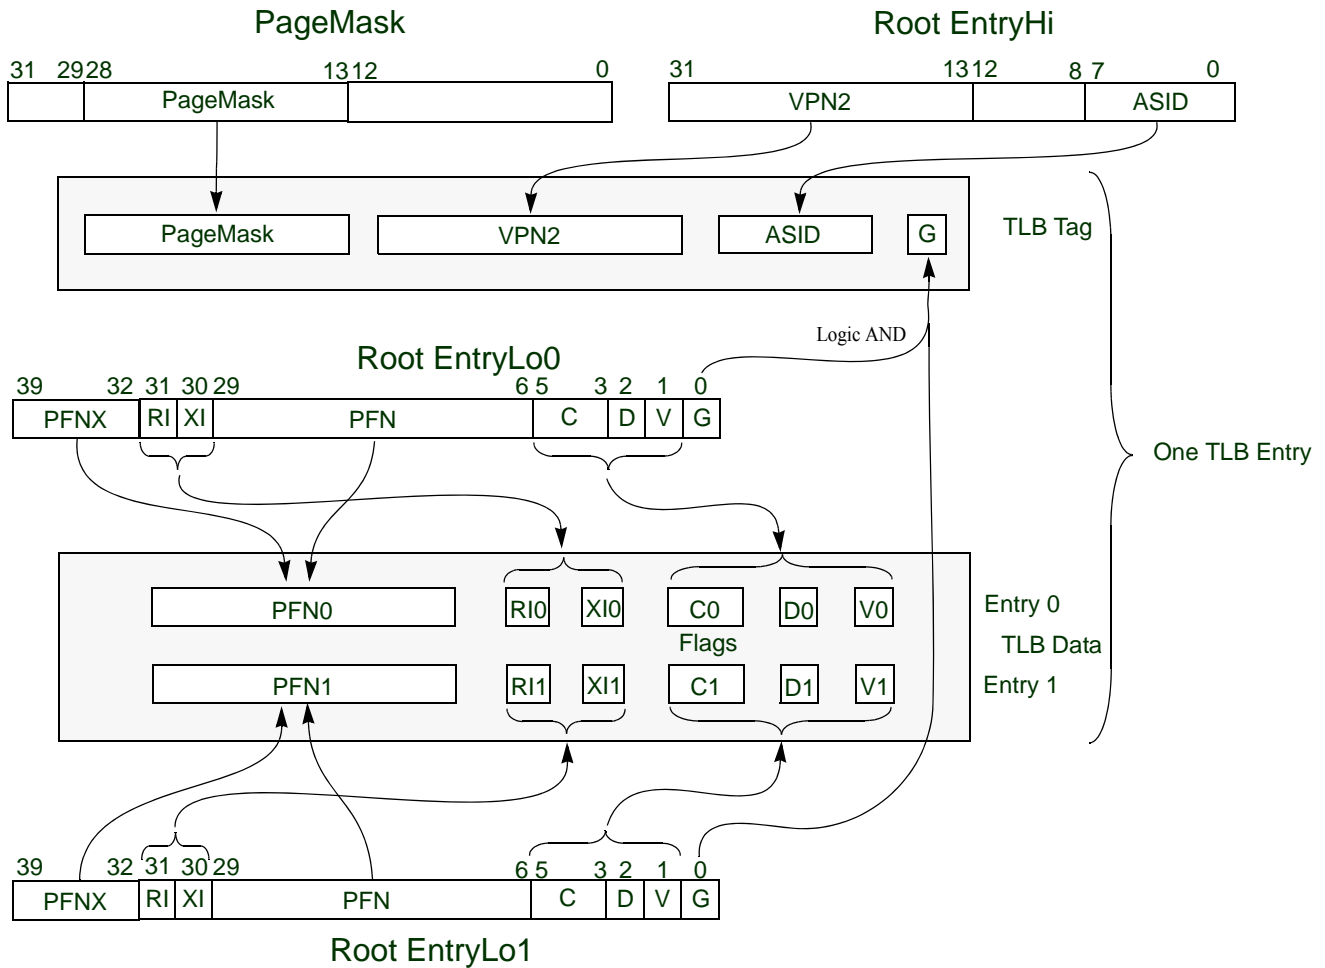 PageMask Root EntryHi
31 29 28 13 12 0 31 13 12 8 7 0
PageMask VPN2 ASID
PageMask VPN2 ASID G TLB Tag
Logic AND
Root EntryLo0
39 32 31 30 29 6 5 3 2 1 0
PFNX RI XI PFN C D V G
One TLB Entry
PFN0 RI0 XI0 C0 D0 V0 Entry 0
Flags TLB Data
PFN1 RI1 XI1 C1 D1 V1 Entry 1
39 32 31 30 29 6 5 3 2 1 0
PFNX RI XI PFN C D V G
Root EntryLo1